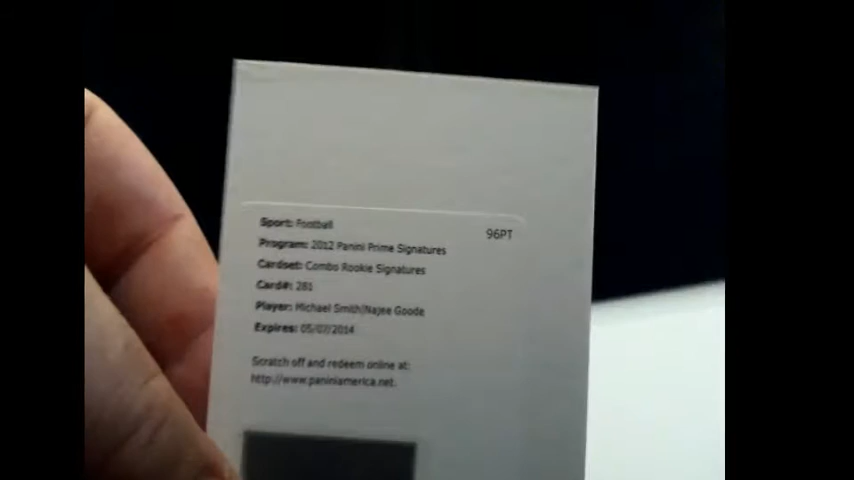 Sport: Football
96PT
Program: 2012 Panini Prime Signatures
Cardset: Combo Rookie Signatures
Card#: 281
Player: Michael Smith|Najee Goode
Expires: 05/07/2014
Scratch off and redeem online at:
http://www.paniniamerica.net.